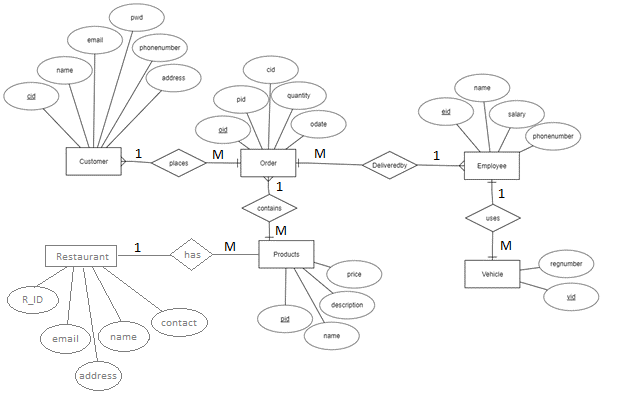 pwd
email
phonenumber
name
address
cid
cid
pid
quantity
pid
odate
name
eid
salary
phonenumber
Customer
1
places
M
Order
M
Deliveredby
1
Employee
1
contains
M
1
uses
M
Restaurant
1
has
M
Products
Vehicle
regnumber
vid
price
description
pid
name
R_ID
email
name
contact
address